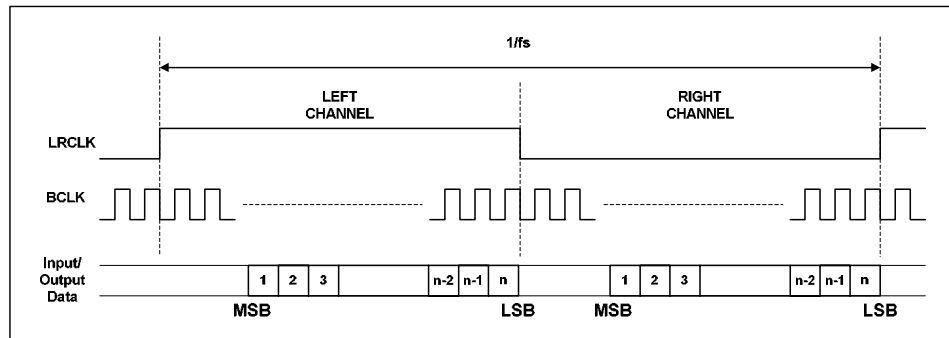 1/fs
LEFT
CHANNEL
RIGHT
CHANNEL
LRCLK
BCLK
Input/
Output
Data
1 2 3 n-2 n-1 n 1 2 3 n-2 n-1 n
MSB LSB MSB LSB